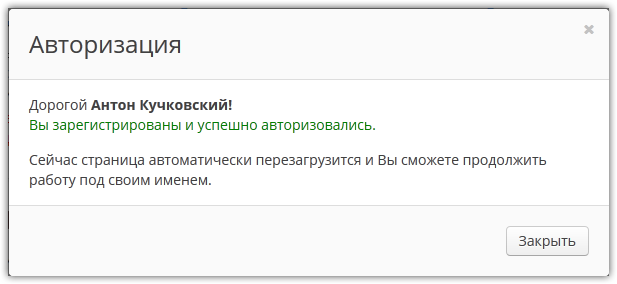 Авторизация
Дорогой Антон Кучковский!
Вы зарегистрированы и успешно авторизовались.
Сейчас страница автоматически перезагрузится и Вы сможете продолжить
работу под своим именем.
Закрыть